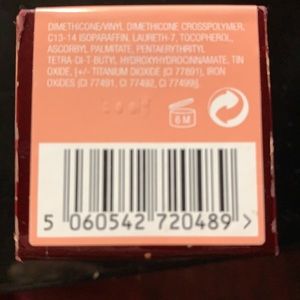 DIMETHICONE/VINYL DIMETHICONE CROSSPOLYMER,
C13-14 ISOPARAFFIN, LAURETH-7, TOCOPHEROL,
ASCORBYL PALMITATE, PENTAERYTHRITYL
TETRA-DI-T-BUTYL HYDROXYHYDROCINNAMATE, TIN
OXIDE, [+/- TITANIUM DIOXIDE (CI 77891), IRON
OXIDES (CI 77491, CI 77492, CI 77499)].
6 M
5 060542 720489 >